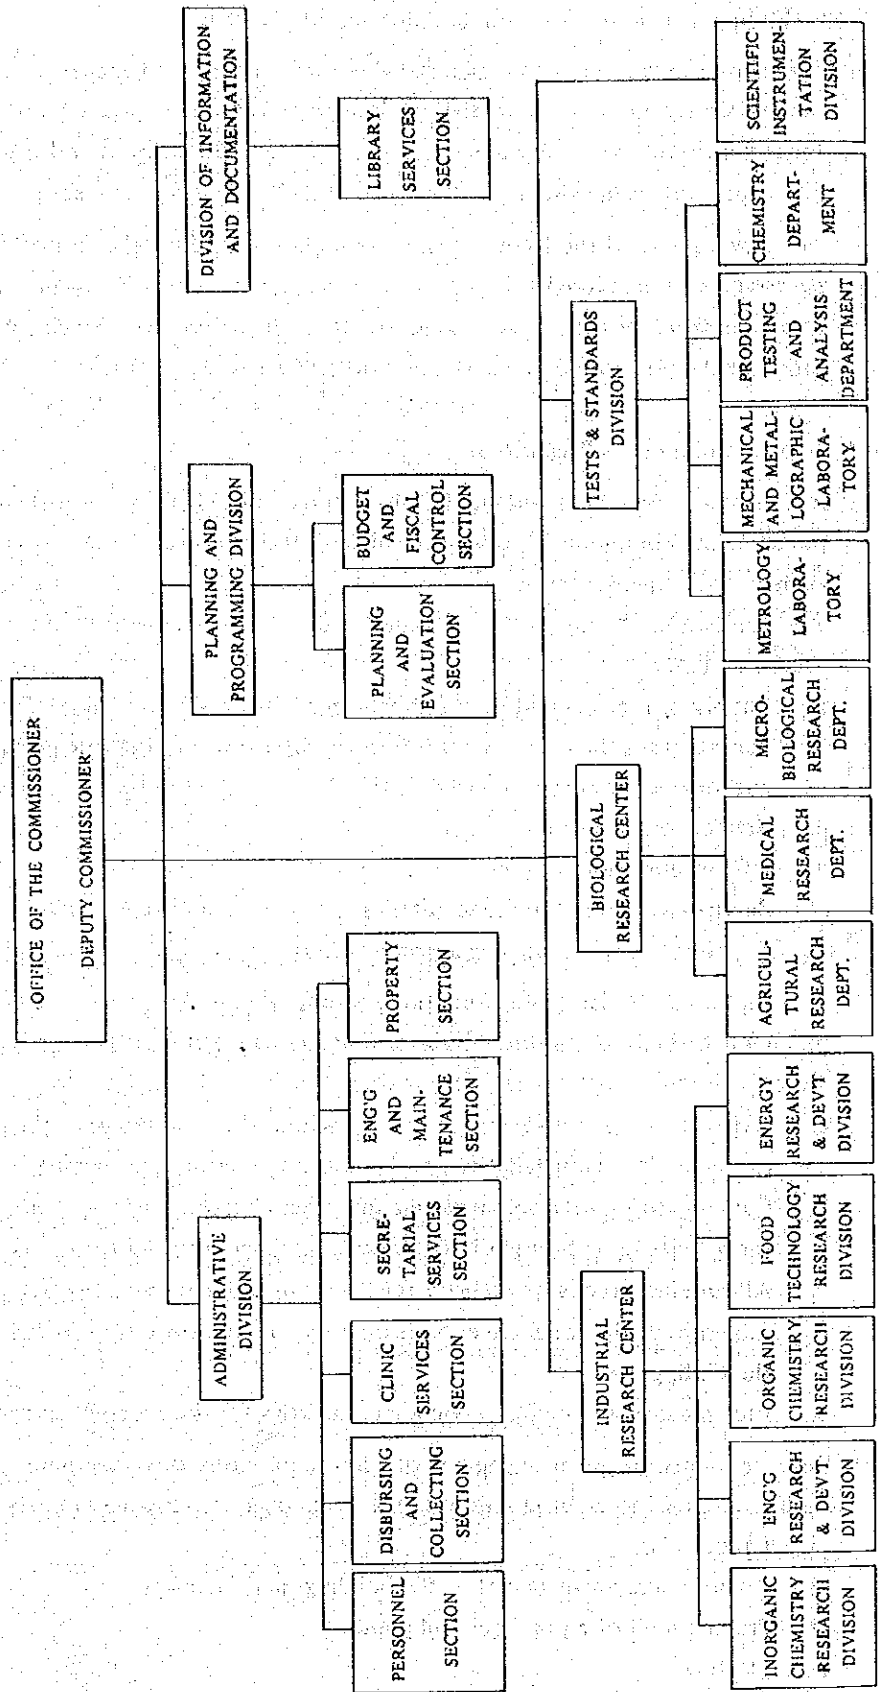 OFFICE OF THE COMMISSIONER
DEPUTY COMMISSIONER
ADMINISTRATIVE
DIVISION
PLANNING AND
PROGRAMMING DIVISION
DIVISION OF INFORMATION
AND DOCUMENTATION
PERSONNEL
SECTION
DISBURSING
AND
COLLECTING
SECTION
CLINIC
SERVICES
SECTION
SECRE-
TARIAL
SERVICES
SECTION
ENG'G
AND
MAIN-
TENANCE
SECTION
PROPERTY
SECTION
PLANNING
AND
EVALUATION
SECTION
BUDGET
AND
FISCAL
CONTROL
SECTION
LIBRARY
SERVICES
SECTION
INDUSTRIAL
RESEARCH CENTER
BIOLOGICAL
RESEARCH CENTER
TESTS & STANDARDS
DIVISION
INORGANIC
CHEMISTRY
RESEARCH
DIVISION
ENG'G
RESEARCH
& DEV'T.
DIVISION
ORGANIC
CHEMISTRY
RESEARCH
DIVISION
FOOD
TECHNOLOGY
RESEARCH
DIVISION
ENERGY
RESEARCH
& DEV'T
DIVISION
AGRICUL-
TURAL
RESEARCH
DEPT.
MEDICAL
RESEARCH
DEPT.
MICRO-
BIOLOGICAL
RESEARCH
DEPT.
METROLOGY
LABORA-
TORY
MECHANICAL
AND METAL-
LOGRAPHIC
LABORA-
TORY
PRODUCT
TESTING
AND
ANALYSIS
DEPARTMENT
CHEMISTRY
DEPART-
MENT
SCIENTIFIC
INSTRUMEN-
TATION
DIVISION